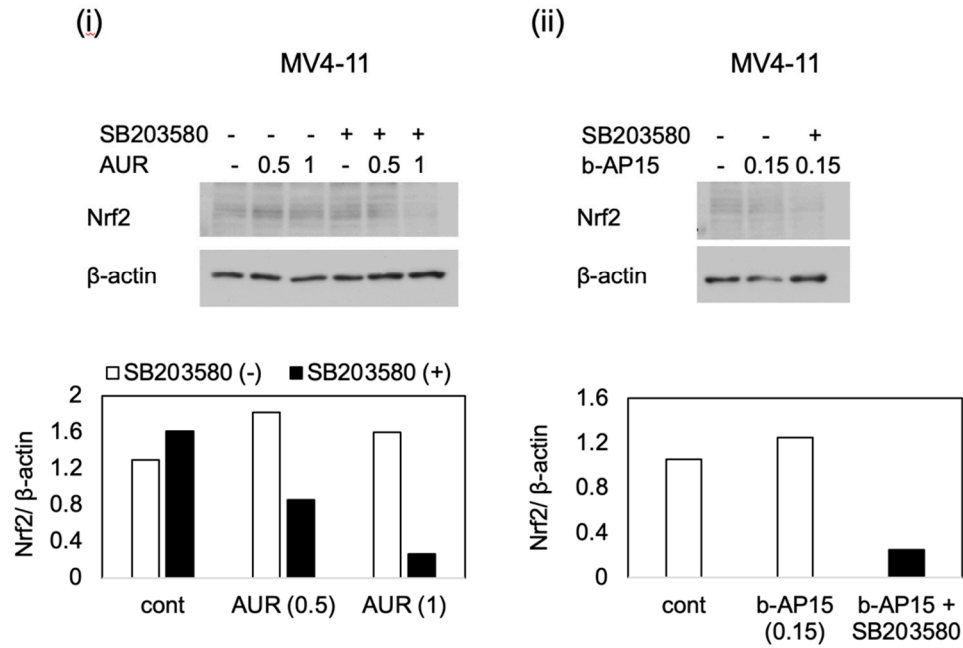 (i)
MV4-11
SB203580 - - - + + +
AUR - 0.5 1 - 0.5 1
Nrf2
β-actin
SB203580 (-) SB203580 (+)
2
1.6
1.2
0.8
0.4
0
Nrf2/ β-actin
cont AUR (0.5) AUR (1)
(ii)
MV4-11
SB203580 - - +
b-AP15 - 0.15 0.15
Nrf2
β-actin
1.6
1.2
0.8
0.4
0
Nrf2/ β-actin
cont b-AP15 b-AP15 +
(0.15) SB203580